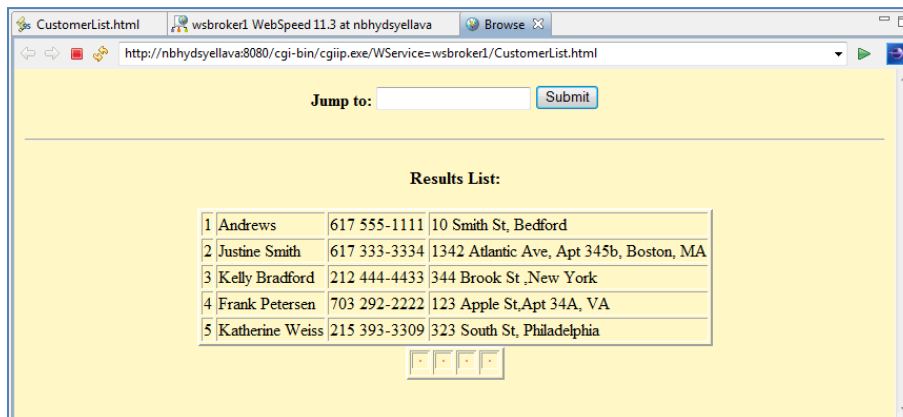 CustomerList.html wsbroker1 WebSpeed 11.3 at nbhydsyellava Browse
http://nbhydsyellava:8080/cgi-bin/cgiip.exe/WService=wsbroker1/CustomerList.html
Jump to: Submit
Results List:
1 Andrews 617 555-1111 10 Smith St, Bedford
2 Justine Smith 617 333-3334 1342 Atlantic Ave, Apt 345b, Boston, MA
3 Kelly Bradford 212 444-4433 344 Brook St ,New York
4 Frank Petersen 703 292-2222 123 Apple St,Apt 34A, VA
5 Katherine Weiss 215 393-3309 323 South St, Philadelphia